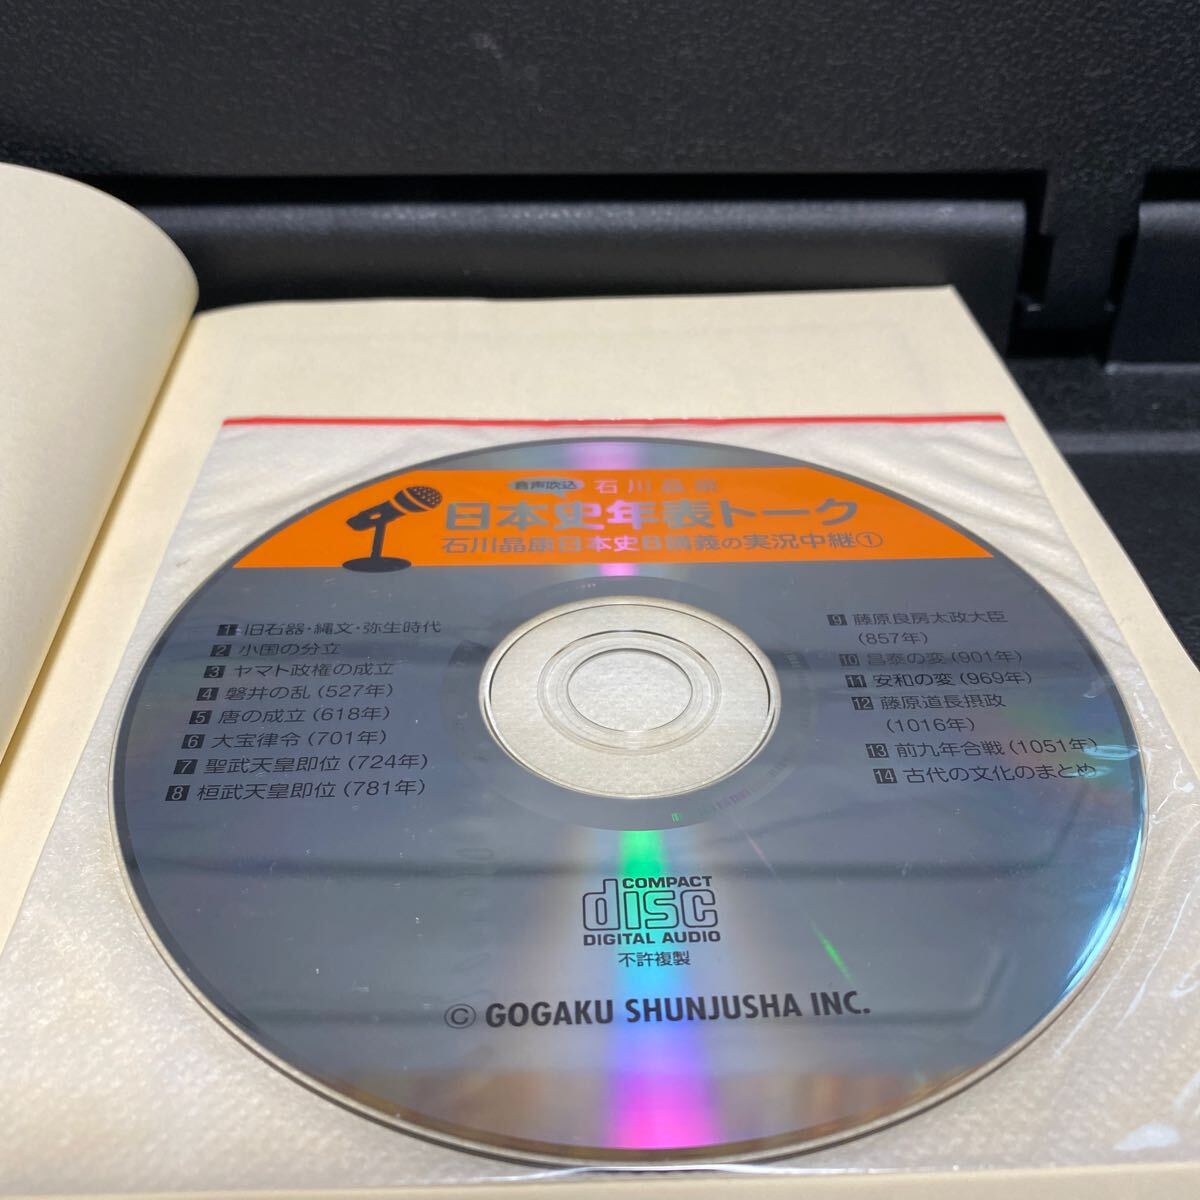 音声吹込 石川晶康
日本史年表トーク
石川晶康日本史B講義の実況中継①
1 旧石器・縄文・弥生時代
2 小国の分立
3 ヤマト政権の成立
4 磐井の乱(527年)
5 唐の成立(618年)
6 大宝律令(701年)
7 聖武天皇即位(724年)
8 桓武天皇即位(781年)
9 藤原良房太政大臣
(857年)
10 昌泰の変(901年)
11 安和の変(969年)
12 藤原道長摂政
(1016年)
13 前九年合戦(1051年)
14 古代の文化のまとめ
COMPACT
disc
DIGITAL AUDIO
不許複製
© GOGAKU SHUNJUSHA INC.